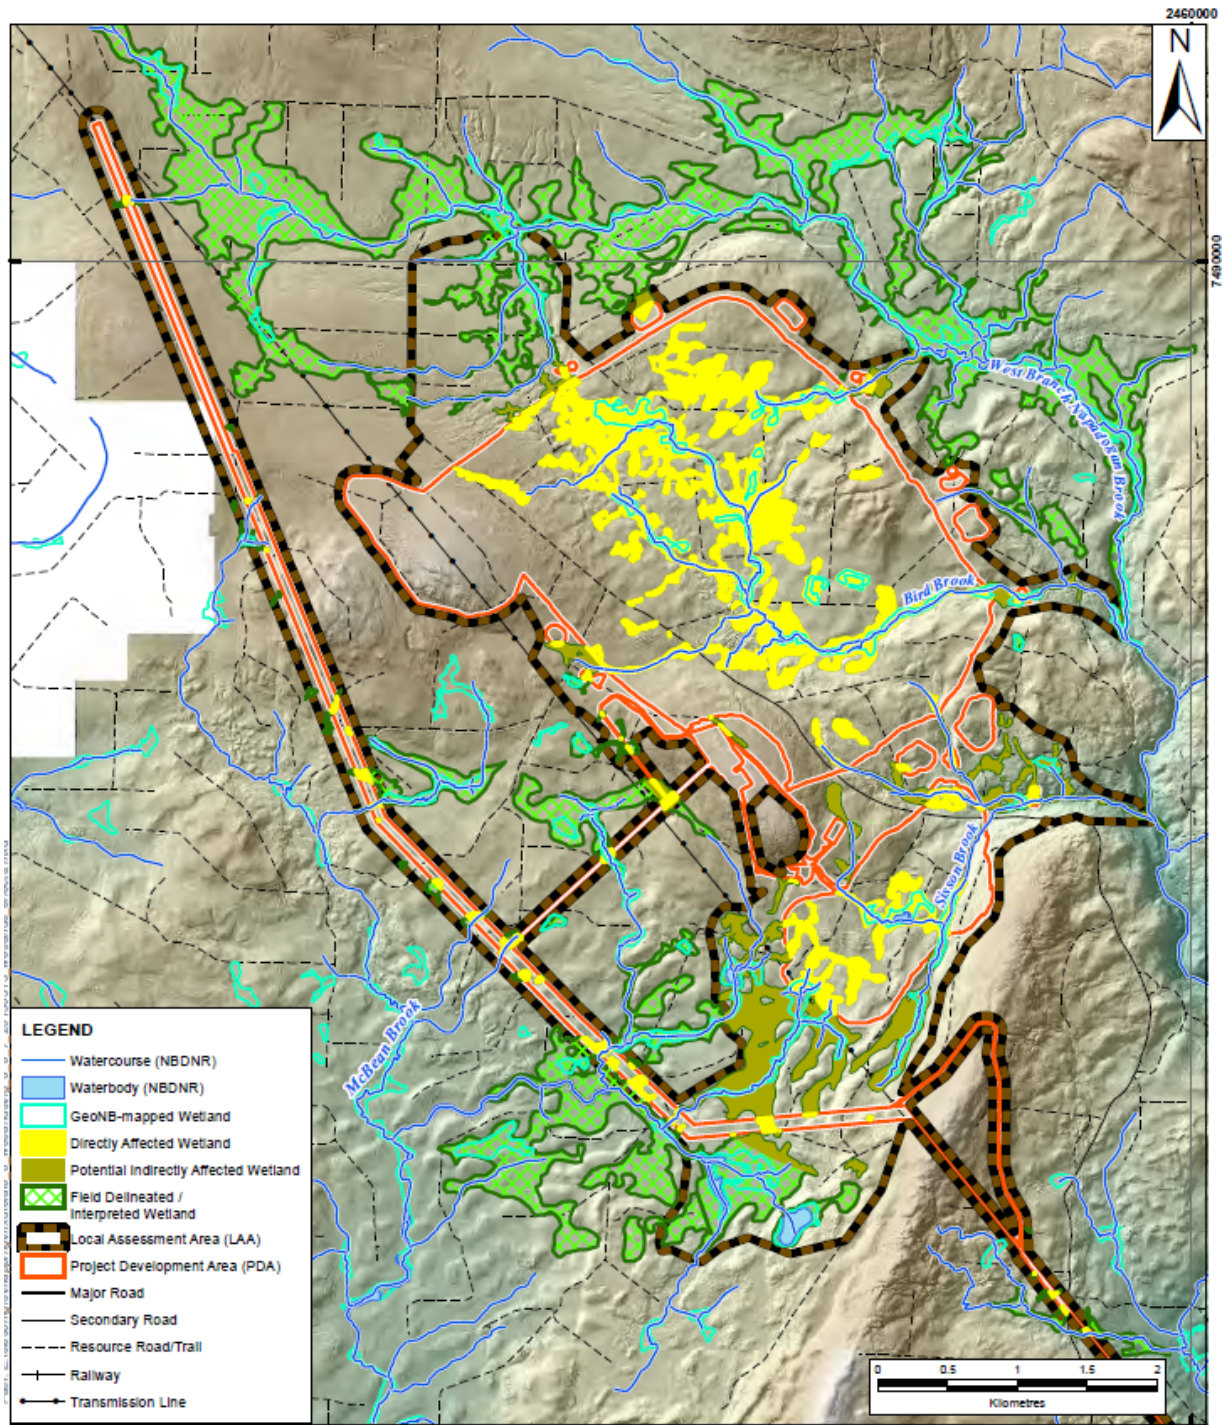 2460000
N
7490000
West Branch Napadogan Brook
Bird Brook
Sisson Brook
McBean Brook
LEGEND
Watercourse (NBDNR)
Waterbody (NBDNR)
GeoNB-mapped Wetland
Directly Affected Wetland
Potential Indirectly Affected Wetland
Field Delineated /
Interpreted Wetland
Local Assessment Area (LAA)
Project Development Area (PDA)
Major Road
Secondary Road
Resource Road/Trail
Railway
Transmission Line
0 0.5 1 1.5 2
Kilometres